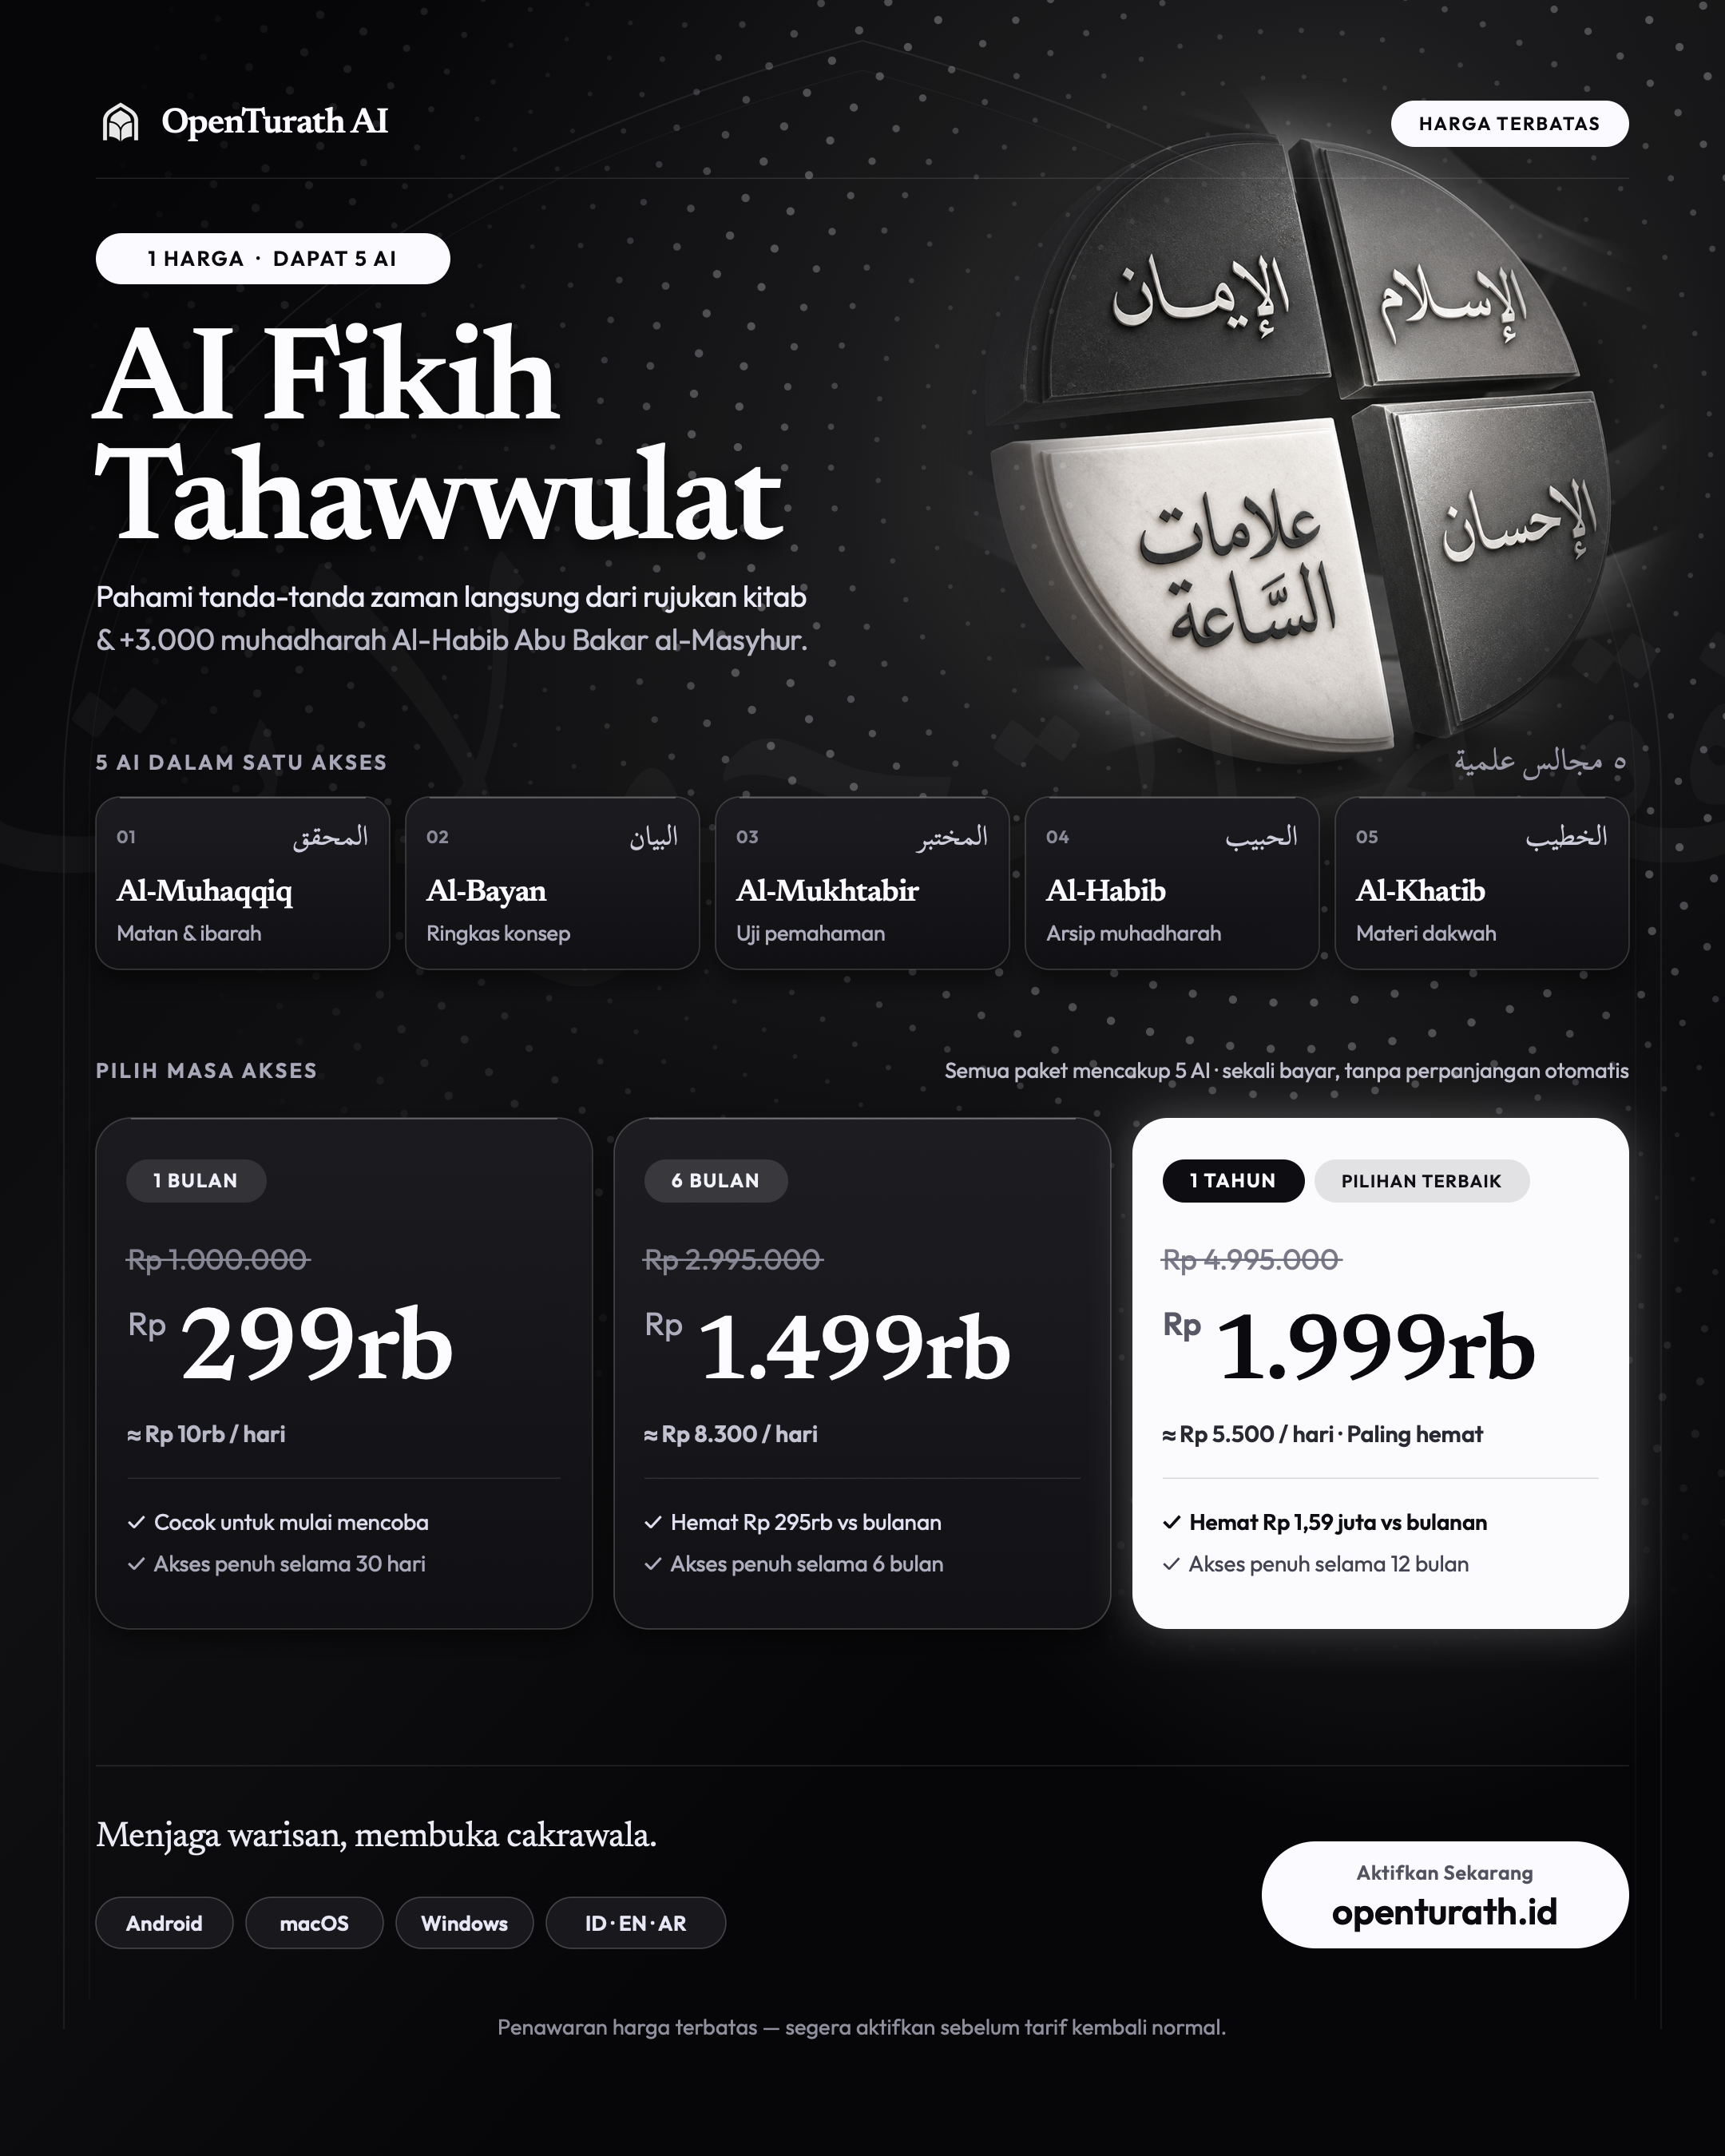 OpenTurath AI
HARGA TERBATAS
1 HARGA · DAPAT 5 AI
AI Fikih
Tahawwulat
Pahami tanda-tanda zaman langsung dari rujukan kitab
& +3.000 muhadharah Al-Habib Abu Bakar al-Masyhur.
الإسلام
الإيمان
الإحسان
علامات
السَّاعة
5 AI DALAM SATU AKSES
٥ مجالس علمية
01 المحقق
Al-Muhaqqiq
Matan & ibarah
02 البيان
Al-Bayan
Ringkas konsep
03 المختبر
Al-Mukhtabir
Uji pemahaman
04 الحبيب
Al-Habib
Arsip muhadharah
05 الخطيب
Al-Khatib
Materi dakwah
PILIH MASA AKSES
Semua paket mencakup 5 AI · sekali bayar, tanpa perpanjangan otomatis
1 BULAN
Rp 1.000.000
Rp 299rb
≈ Rp 10rb / hari
✓ Cocok untuk mulai mencoba
✓ Akses penuh selama 30 hari
6 BULAN
Rp 2.995.000
Rp 1.499rb
≈ Rp 8.300 / hari
✓ Hemat Rp 295rb vs bulanan
✓ Akses penuh selama 6 bulan
1 TAHUN
PILIHAN TERBAIK
Rp 4.995.000
Rp 1.999rb
≈ Rp 5.500 / hari · Paling hemat
✓ Hemat Rp 1,59 juta vs bulanan
✓ Akses penuh selama 12 bulan
Menjaga warisan, membuka cakrawala.
Android
macOS
Windows
ID · EN · AR
Aktifkan Sekarang
openturath.id
Penawaran harga terbatas — segera aktifkan sebelum tarif kembali normal.